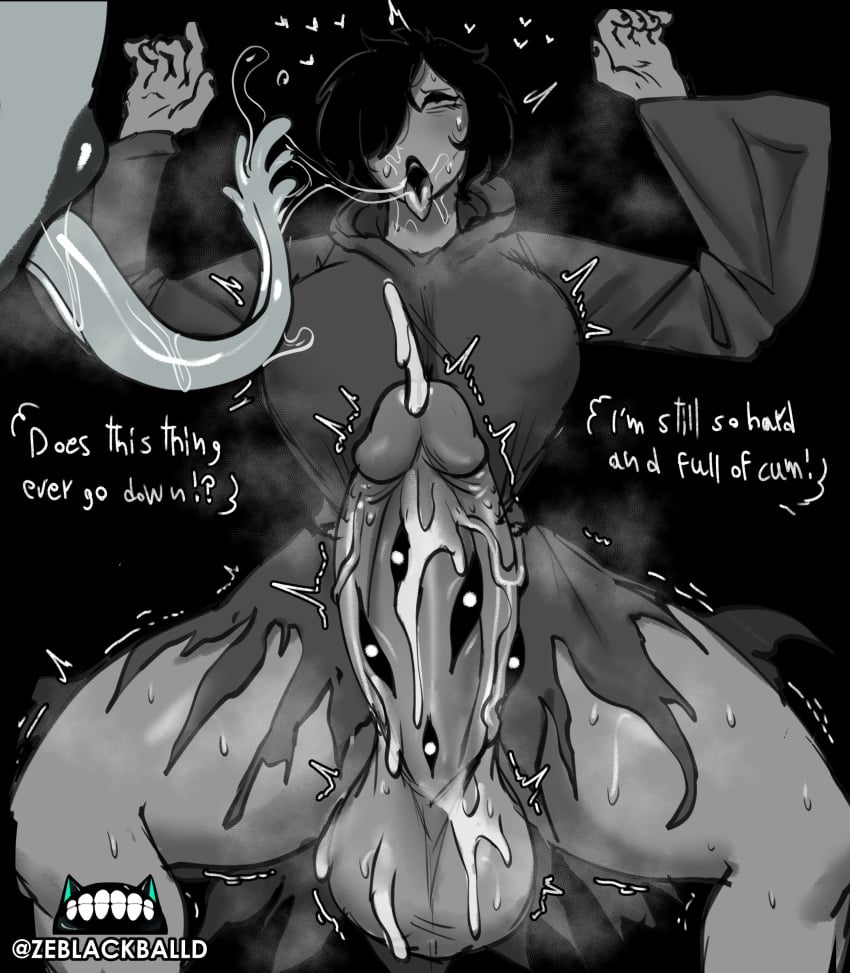 Does this thing
ever go down!?
I'm still so hard
and full of cum!
@ZEBLACKBALLD